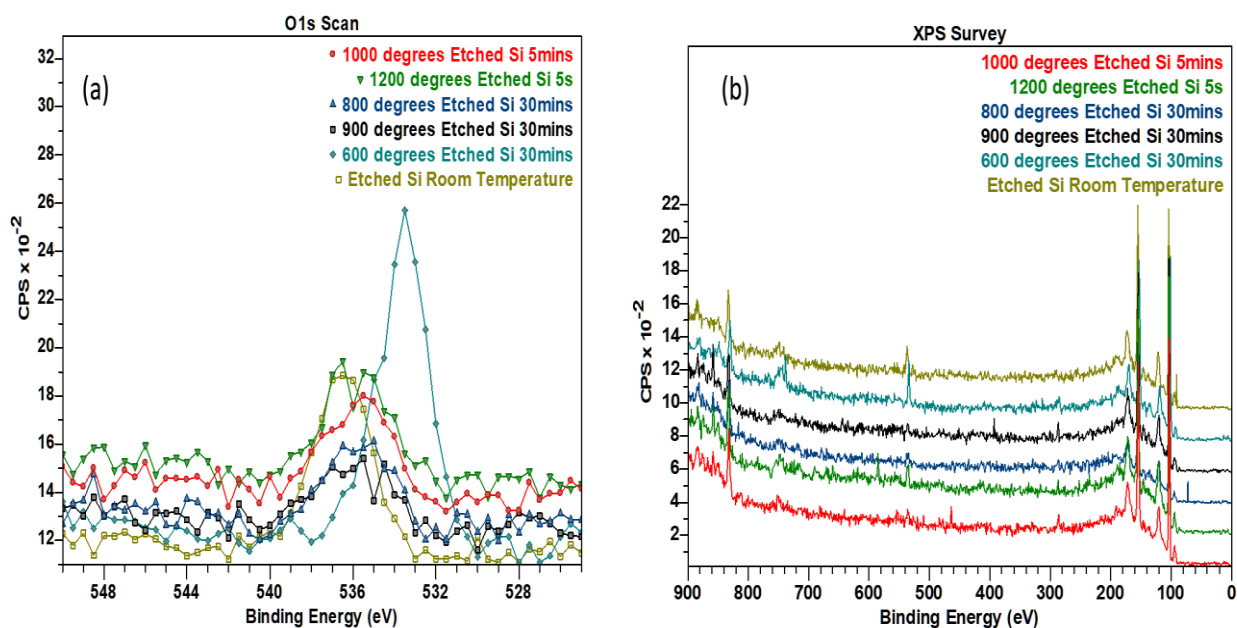 O1s Scan
(a)
1000 degrees Etched Si 5mins
1200 degrees Etched Si 5s
800 degrees Etched Si 30mins
900 degrees Etched Si 30mins
600 degrees Etched Si 30mins
Etched Si Room Temperature
CPS x 10⁻²
32
30
28
26
24
22
20
18
16
14
12
548 544 540 536 532 528
Binding Energy (eV)
XPS Survey
(b)
1000 degrees Etched Si 5mins
1200 degrees Etched Si 5s
800 degrees Etched Si 30mins
900 degrees Etched Si 30mins
600 degrees Etched Si 30mins
Etched Si Room Temperature
CPS x 10⁻²
22
20
18
16
14
12
10
8
6
4
2
900 800 700 600 500 400 300 200 100 0
Binding Energy (eV)